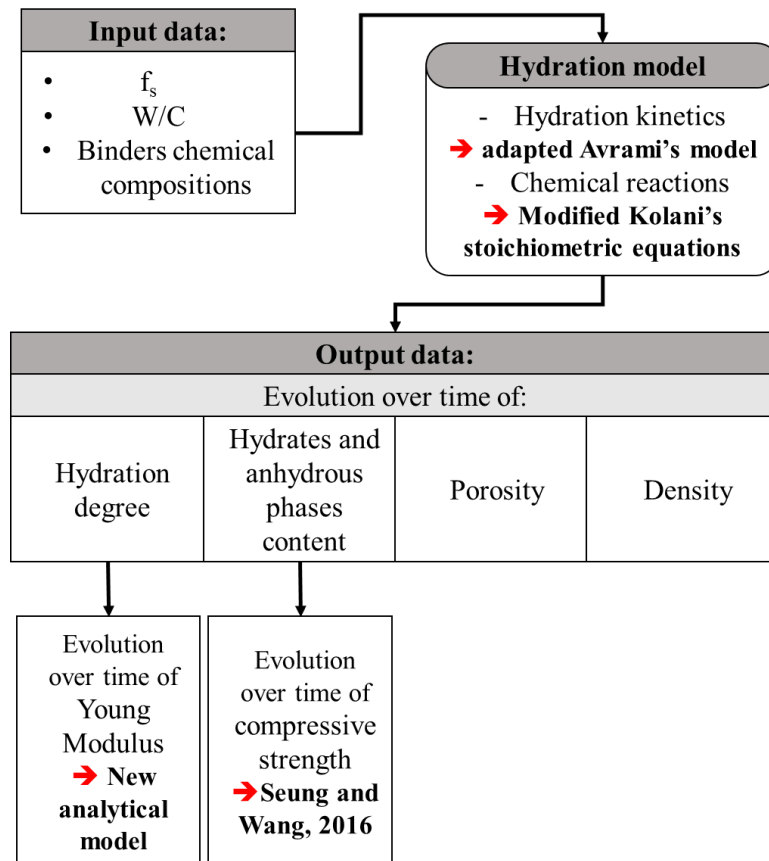 Input data:
• f_s
• W/C
• Binders chemical
compositions
Hydration model
- Hydration kinetics
➔ adapted Avrami’s model
- Chemical reactions
➔ Modified Kolani’s
stoichiometric equations
Output data:
Evolution over time of:
Hydration
degree
Hydrates and
anhydrous
phases
content
Porosity
Density
Evolution
over time of
Young
Modulus
➔ New
analytical
model
Evolution
over time of
compressive
strength
➔Seung and
Wang, 2016